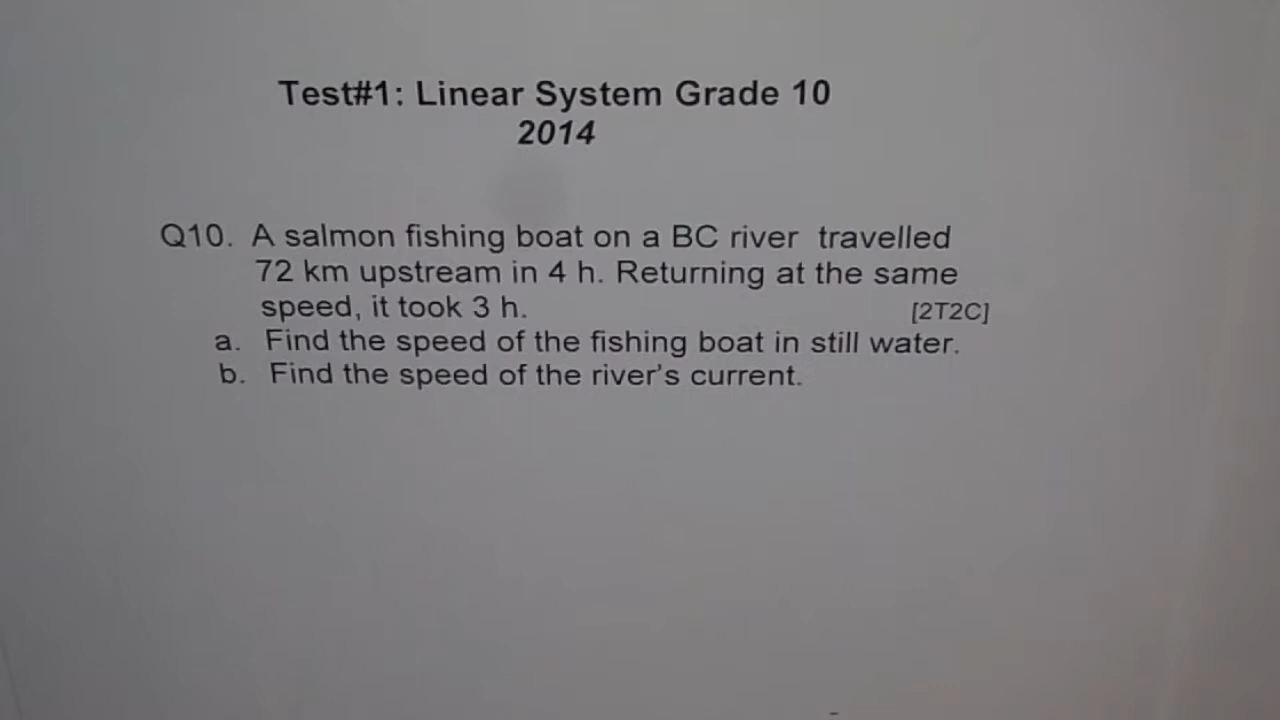 Test#1: Linear System Grade 10
2014
Q10. A salmon fishing boat on a BC river travelled
72 km upstream in 4 h. Returning at the same
speed, it took 3 h. [2T2C]
a. Find the speed of the fishing boat in still water.
b. Find the speed of the river's current.